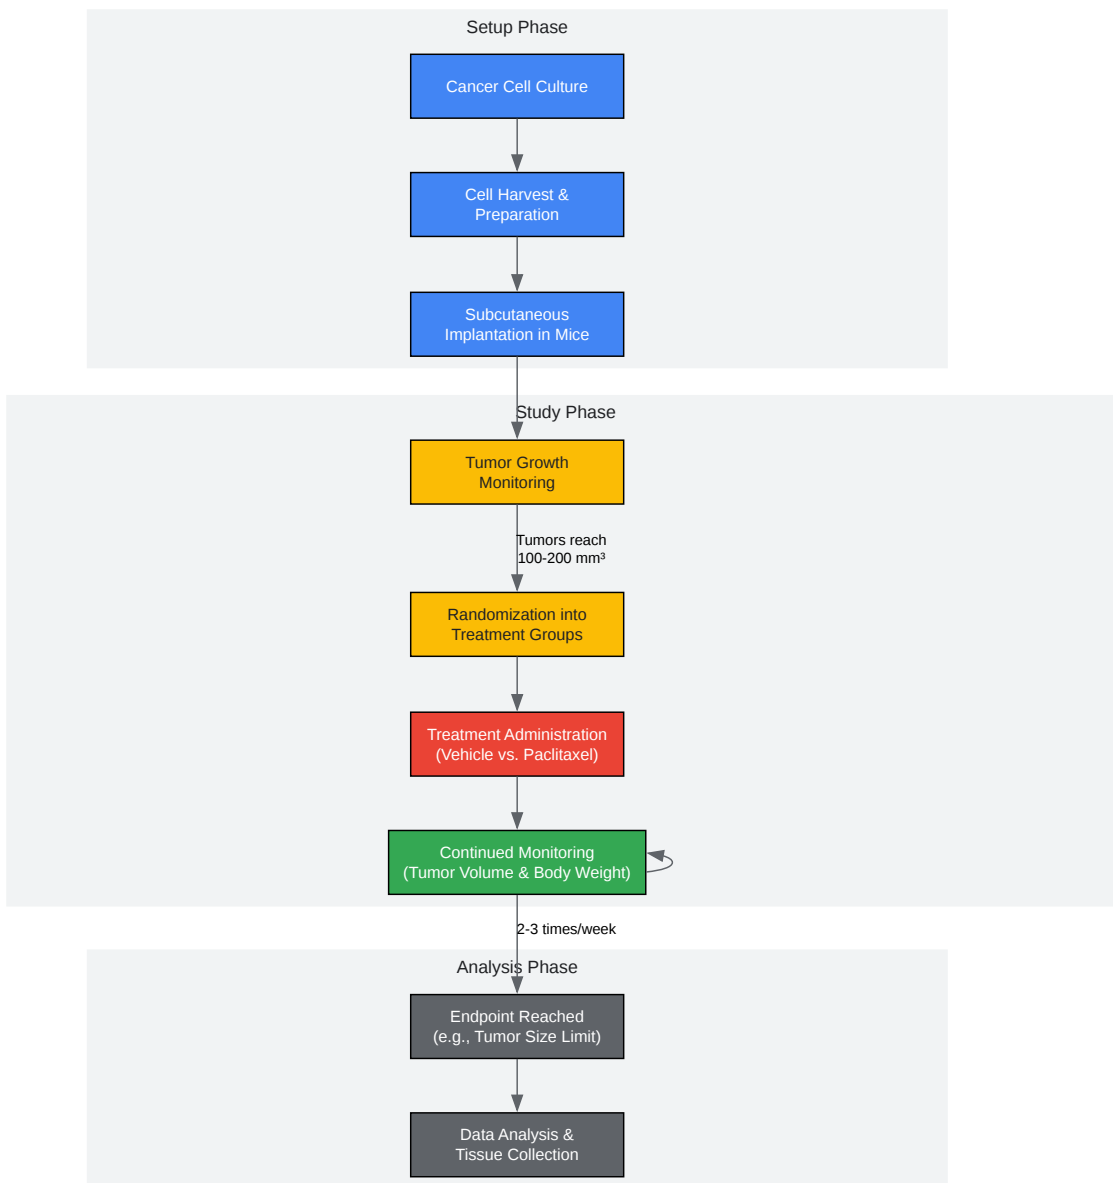 Setup Phase
Cancer Cell Culture
Cell Harvest &
Preparation
Subcutaneous
Implantation in Mice
Study Phase
Tumor Growth
Monitoring
Tumors reach
100-200 mm³
Randomization into
Treatment Groups
Treatment Administration
(Vehicle vs. Paclitaxel)
Continued Monitoring
(Tumor Volume & Body Weight)
2-3 times/week
Analysis Phase
Endpoint Reached
(e.g., Tumor Size Limit)
Data Analysis &
Tissue Collection